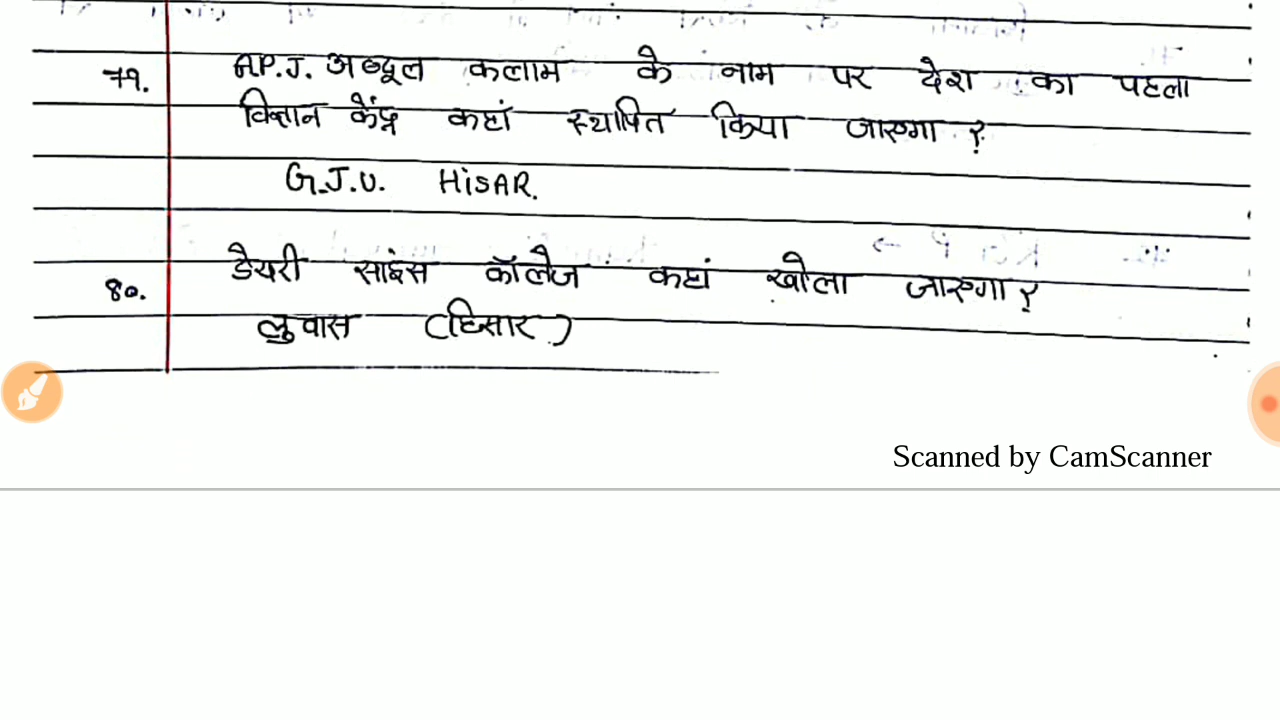 79. A.P.J. अब्दूल कलाम के नाम पर देश का पहला
विज्ञान केंद्र कहां स्थापित किया जाएगा ?
G.J.U. HiSAR.
80. डेयरी साइंस कॉलेज कहां खोला जाएगा ?
लुवास (हिसार)
Scanned by CamScanner